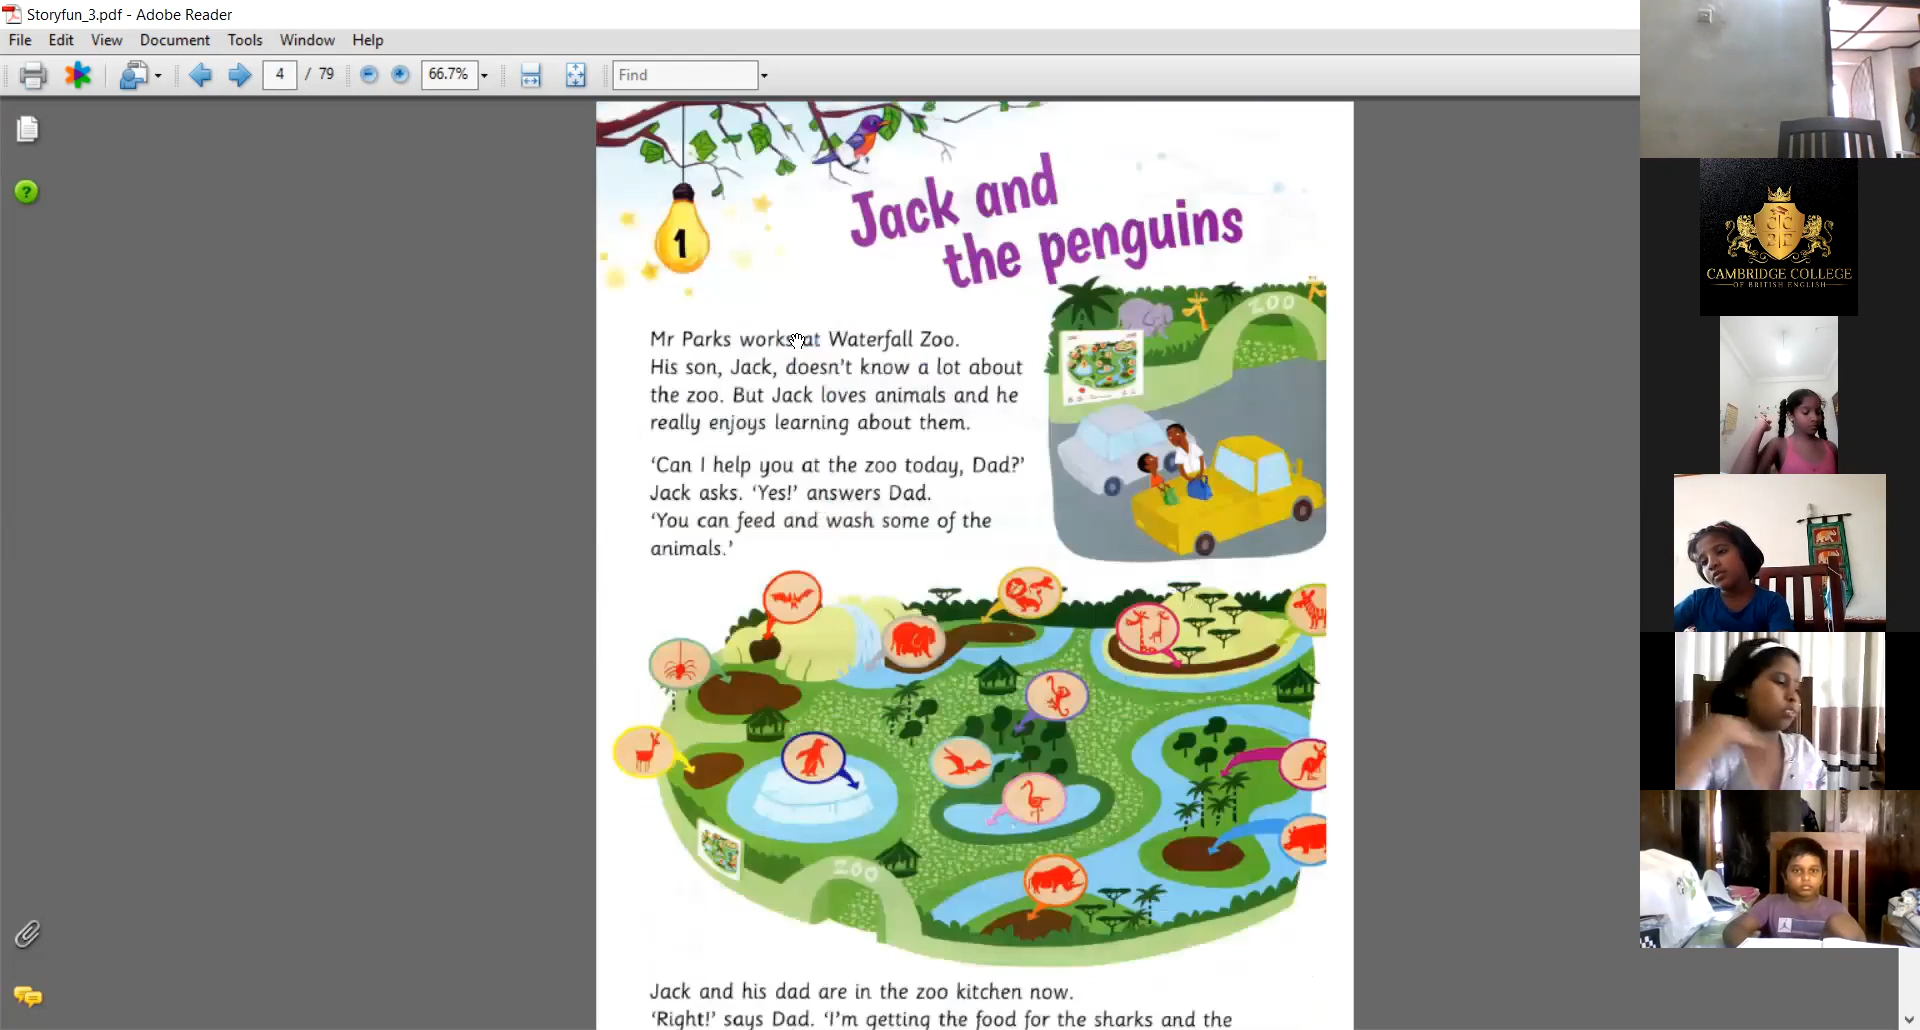 Storyfun_3.pdf - Adobe Reader
File Edit View Document Tools Window Help
4 / 79 66.7% Find
1
Jack and
the penguins
ZOO
Mr Parks works at Waterfall Zoo.
His son, Jack, doesn't know a lot about
the zoo. But Jack loves animals and he
really enjoys learning about them.
'Can I help you at the zoo today, Dad?'
Jack asks. 'Yes!' answers Dad.
'You can feed and wash some of the
animals.'
ZOO
Jack and his dad are in the zoo kitchen now.
'Right!' says Dad. 'I'm getting the food for the sharks and the
CAMBRIDGE COLLEGE
OF BRITISH ENGLISH